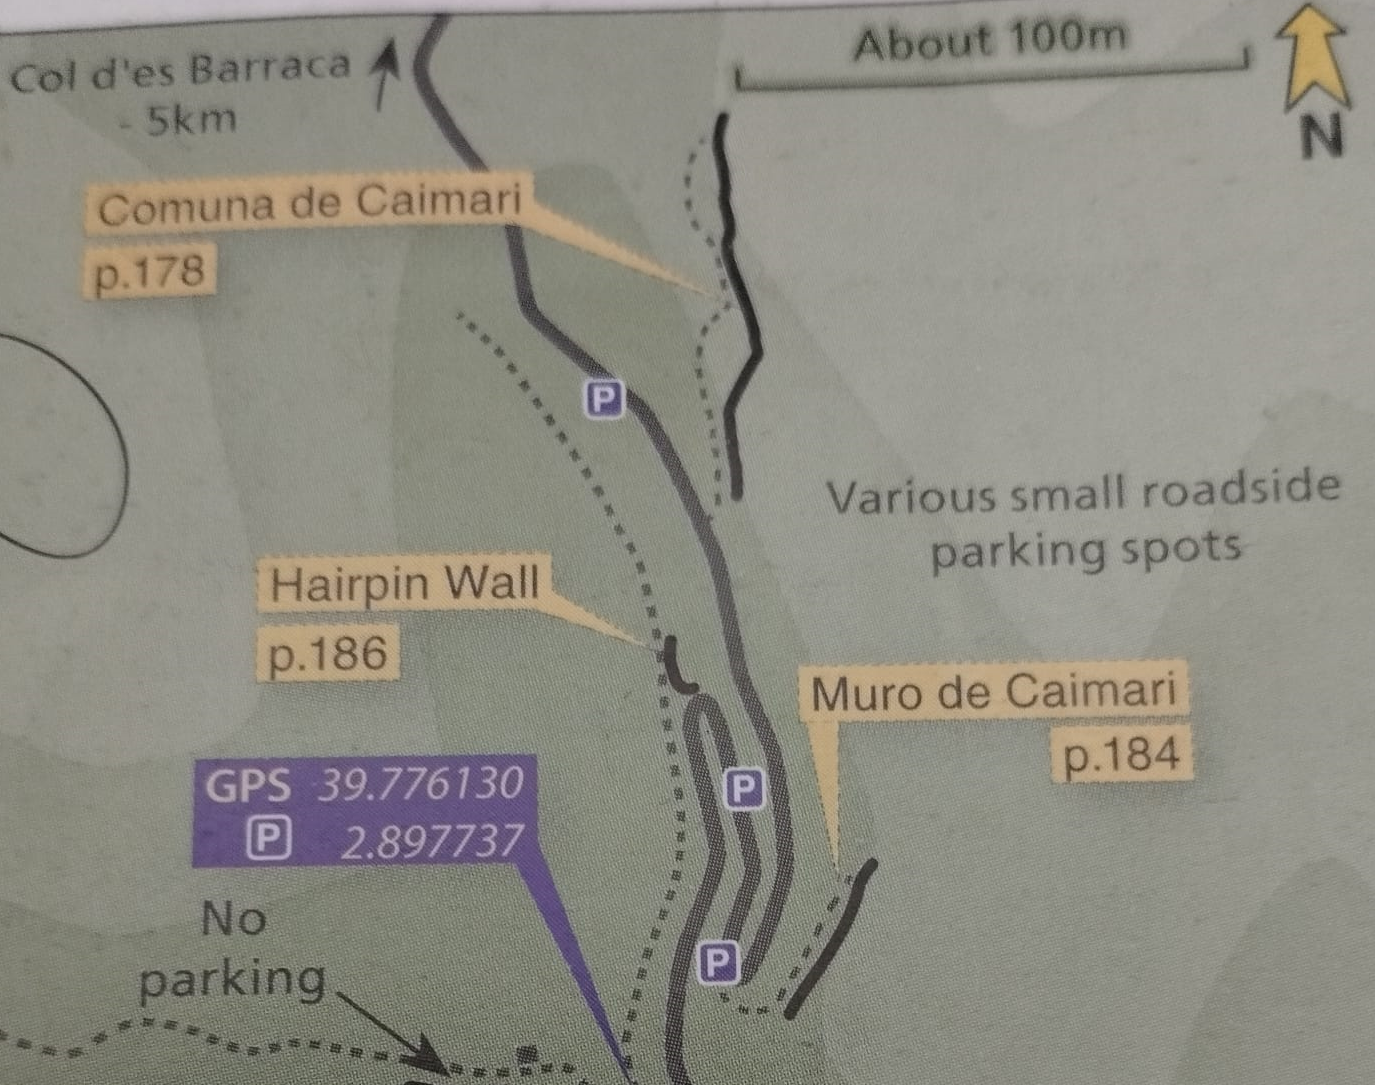 About 100m
N
Col d'es Barraca
- 5km
Comuna de Caimari
p.178
P
Various small roadside
parking spots
Hairpin Wall
p.186
Muro de Caimari
p.184
GPS 39.776130
P 2.897737
P
P
No
parking